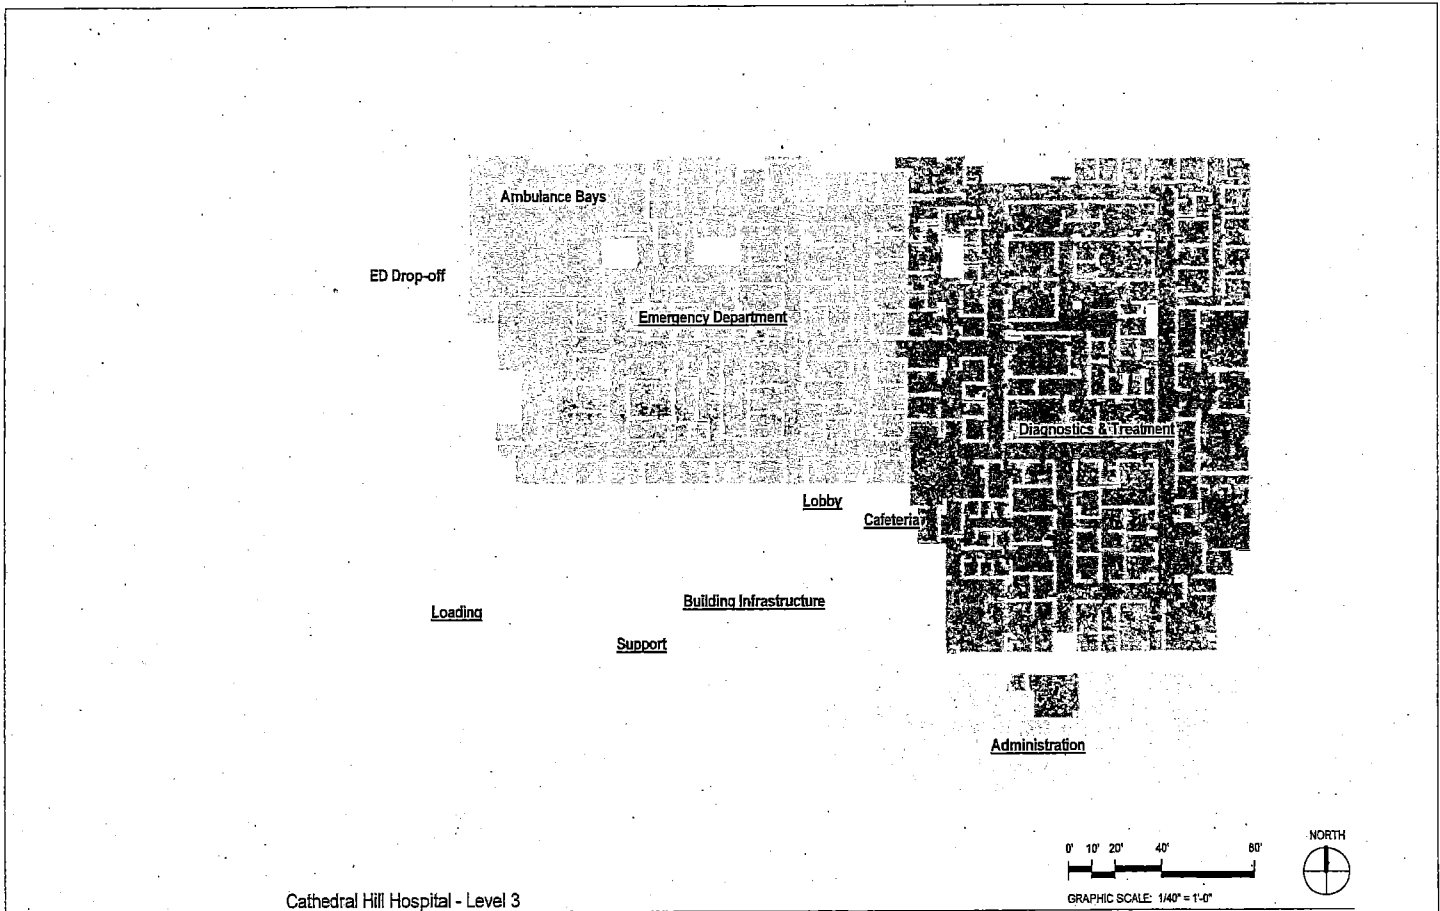 Ambulance Bays
ED Drop-off
Emergency Department
Diagnostics & Treatment
Lobby
Cafeteria
Loading
Building Infrastructure
Support
Administration
NORTH
0' 10' 20' 40' 80'
GRAPHIC SCALE: 1/40" = 1'-0"
Cathedral Hill Hospital - Level 3